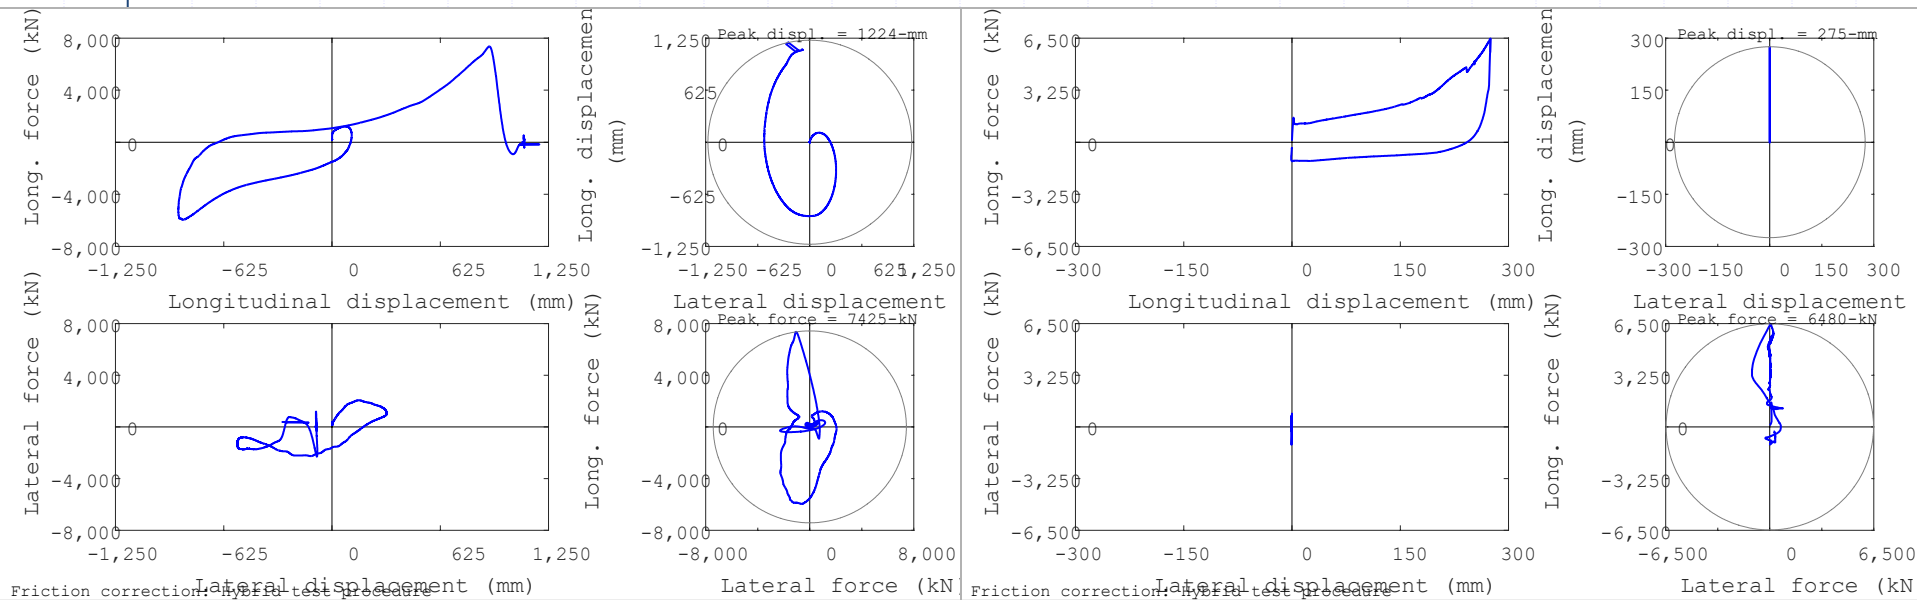 Long. force (kN)
8,000
4,000
0
-4,000
-8,000
-1,250 -625 0 625 1,250
Longitudinal displacement (mm)
Long. displacemen
(mm)
Peak displ. = 1224-mm
1,250
625
0
-625
-1,250
-1,250 -625 0 625 1,250
Lateral displacement
Lateral force (kN)
8,000
4,000
0
-4,000
-8,000
-1,250 -625 0 625 1,250
Lateral displacement (mm)
Friction correction: Hybrid test procedure
Long. force (kN)
Peak force = 7425-kN
8,000
4,000
0
-4,000
-8,000
-8,000 0 8,000
Lateral force (kN)
Long. force (kN)
6,500
3,250
0
-3,250
-6,500
-300 -150 0 150 300
Longitudinal displacement (mm)
Long. displacemen
(mm)
Peak displ. = 275-mm
300
150
0
-150
-300
-300 -150 0 150 300
Lateral displacement
Lateral force (kN)
6,500
3,250
0
-3,250
-6,500
-300 -150 0 150 300
Lateral displacement (mm)
Friction correction: Hybrid test procedure
Long. force (kN)
Peak force = 6480-kN
6,500
3,250
0
-3,250
-6,500
-6,500 0 6,500
Lateral force (kN